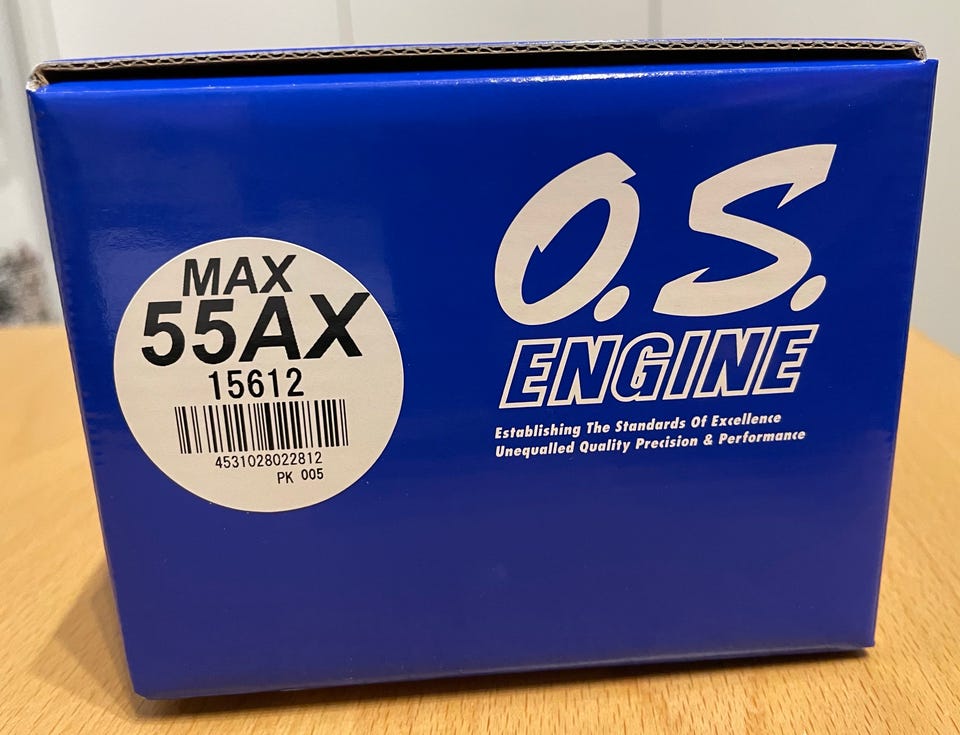 MAX
55AX
15612
4531028022812
PK 005
O.S.
ENGINE
Establishing The Standards Of Excellence
Unequalled Quality Precision & Performance